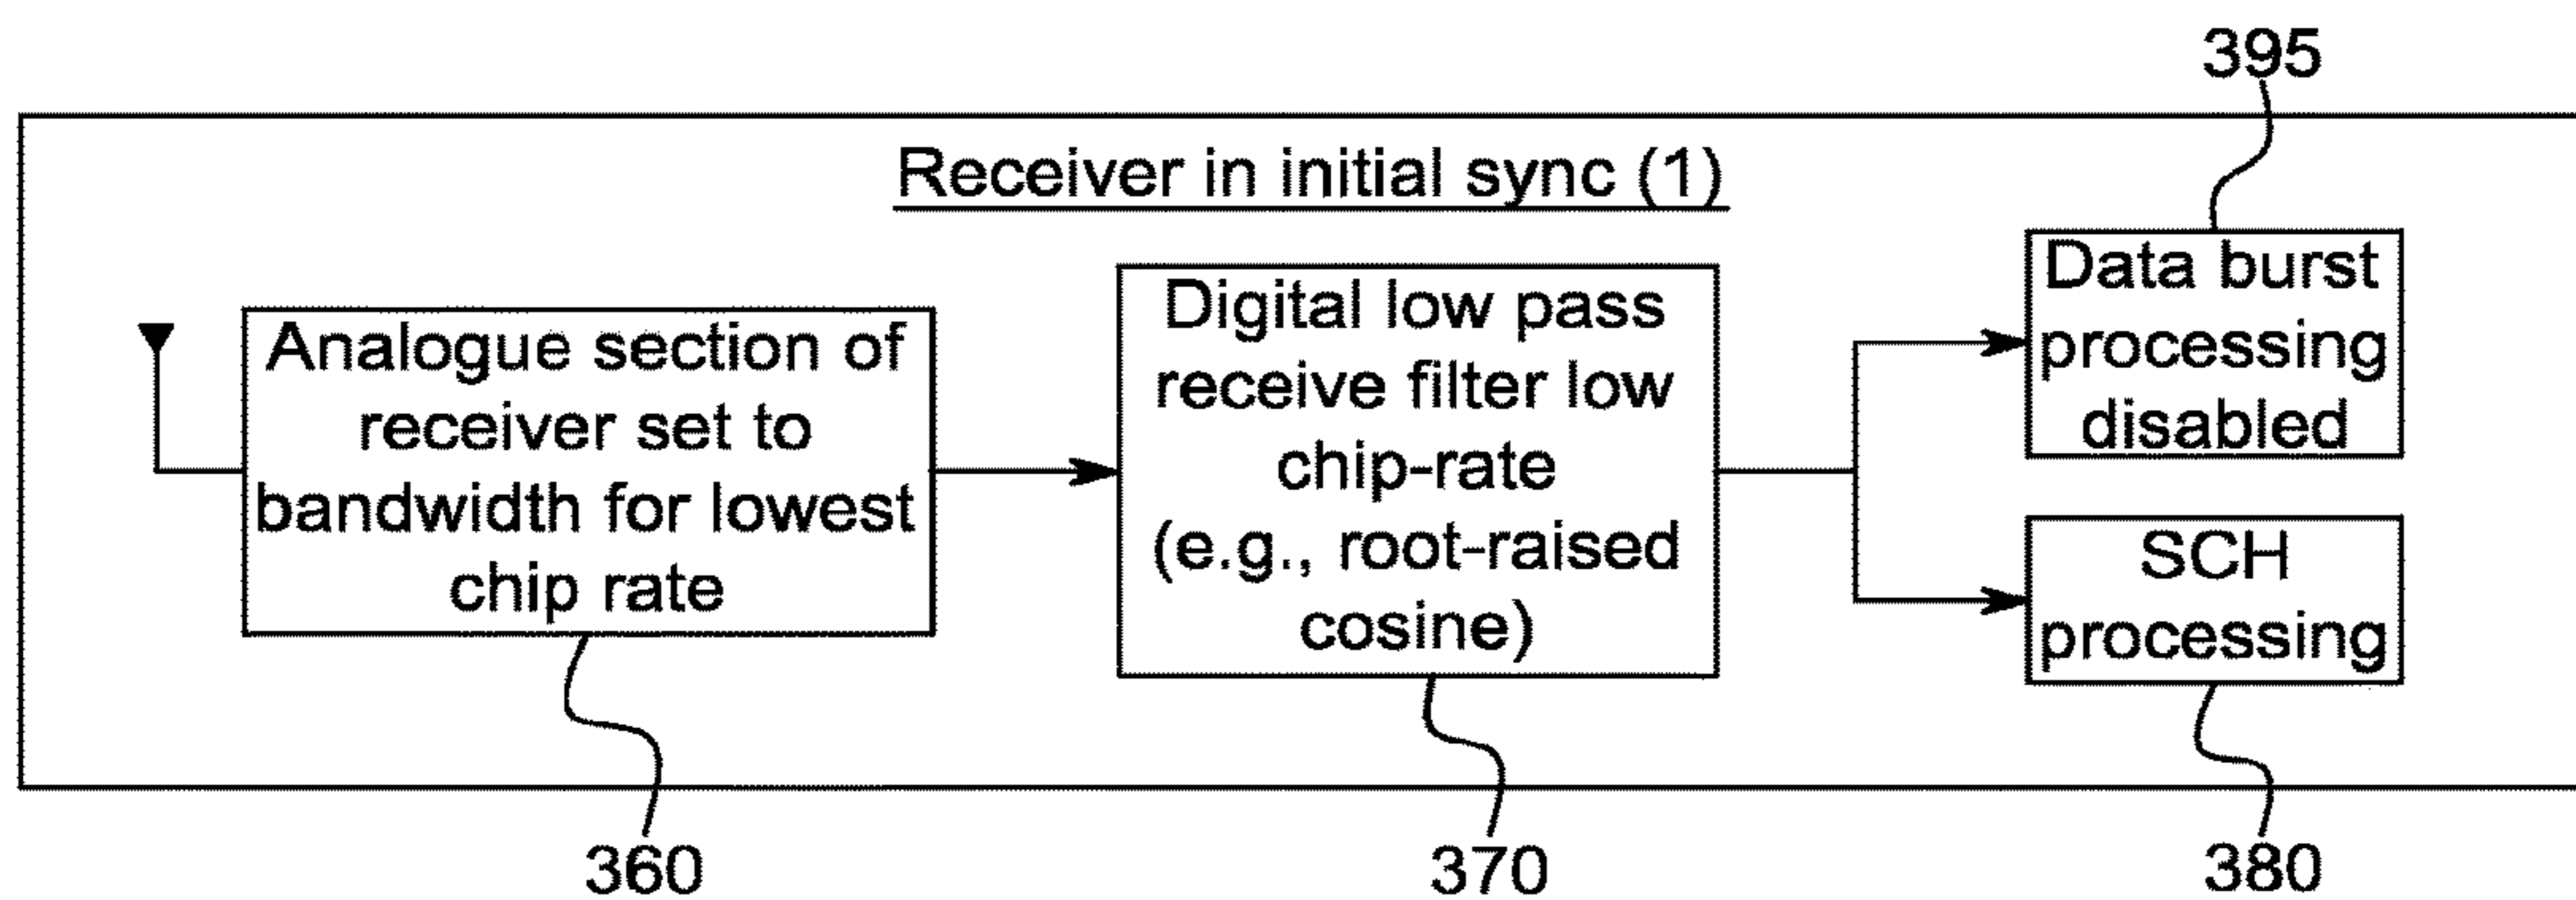 395
Receiver in initial sync (1)
Analogue section of
receiver set to
bandwidth for lowest
chip rate
Digital low pass
receive filter low
chip-rate
(e.g., root-raised
cosine)
Data burst
processing
disabled
SCH
processing
360
370
380